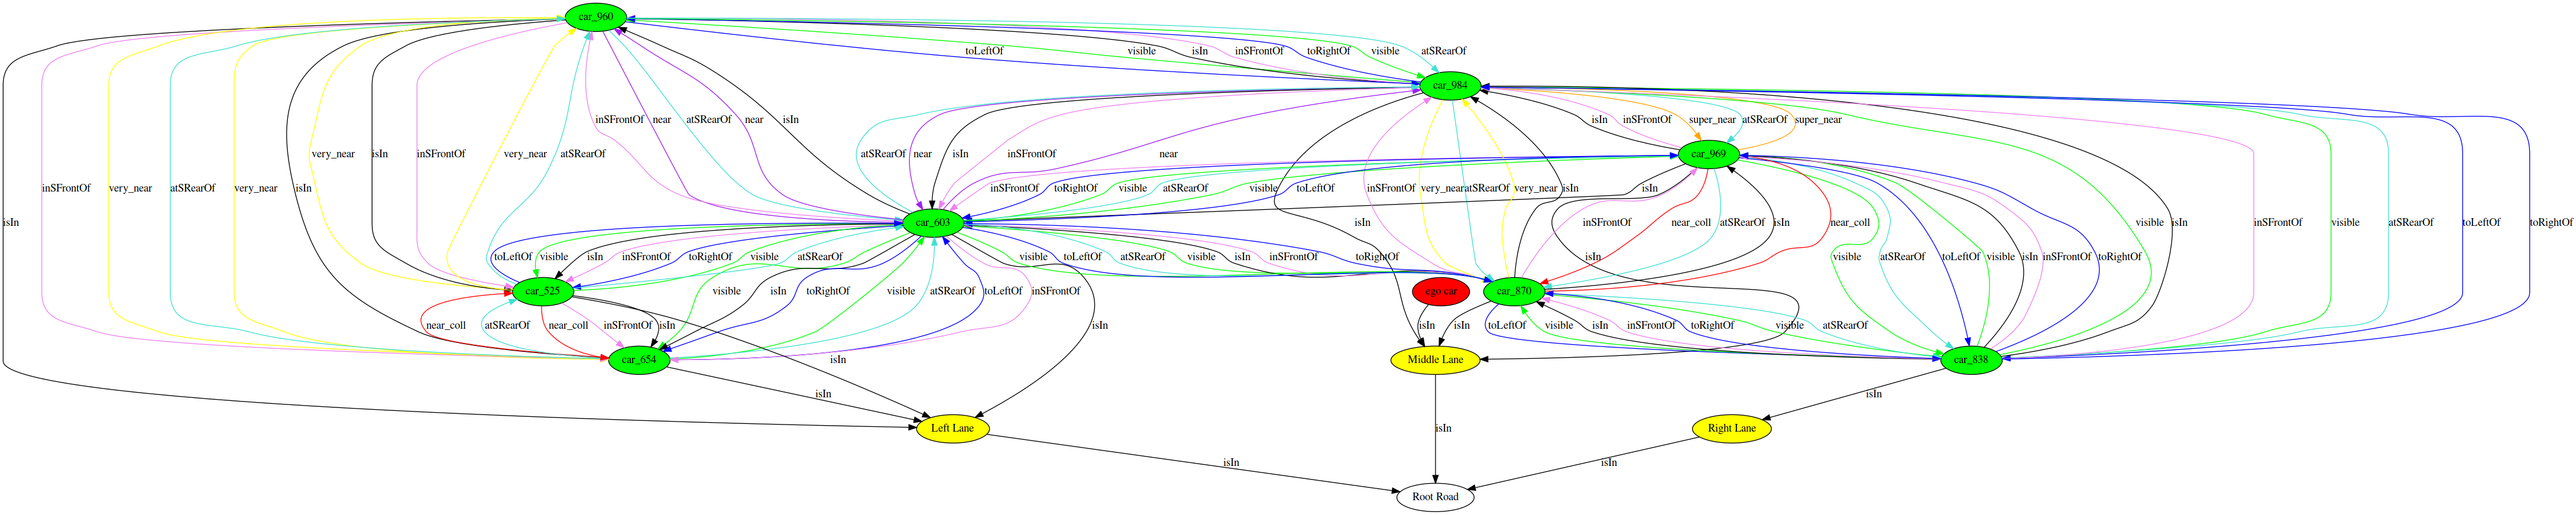 car_960
toLeftOf
visible
isIn
inSFrontOf
toRightOf
visible
atSRearOf
car_984
inSFrontOf
near
atSRearOf
near
isIn
isIn
inSFrontOf
super_near
atSRearOf
super_near
very_near
isIn
inSFrontOf
very_near
atSRearOf
atSRearOf
near
isIn
inSFrontOf
near
car_969
inSFrontOf
very_near
atSRearOf
very_near
isIn
inSFrontOf
toRightOf
visible
atSRearOf
visible
toLeftOf
isIn
inSFrontOf
very_near
atSRearOf
very_near
isIn
isIn
isIn
car_603
isIn
inSFrontOf
near_coll
atSRearOf
isIn
near_coll
visible
isIn
inSFrontOf
visible
atSRearOf
toLeftOf
toRightOf
toLeftOf
visible
isIn
inSFrontOf
toRightOf
visible
atSRearOf
visible
toLeftOf
atSRearOf
visible
isIn
inSFrontOf
toRightOf
isIn
visible
atSRearOf
toLeftOf
visible
isIn
inSFrontOf
toRightOf
car_525
visible
isIn
toRightOf
visible
atSRearOf
toLeftOf
inSFrontOf
ego car
car_870
near_coll
atSRearOf
near_coll
inSFrontOf
isIn
isIn
isIn
isIn
toLeftOf
visible
isIn
inSFrontOf
toRightOf
visible
atSRearOf
car_654
isIn
Middle Lane
car_838
isIn
isIn
Left Lane
isIn
Right Lane
isIn
isIn
Root Road